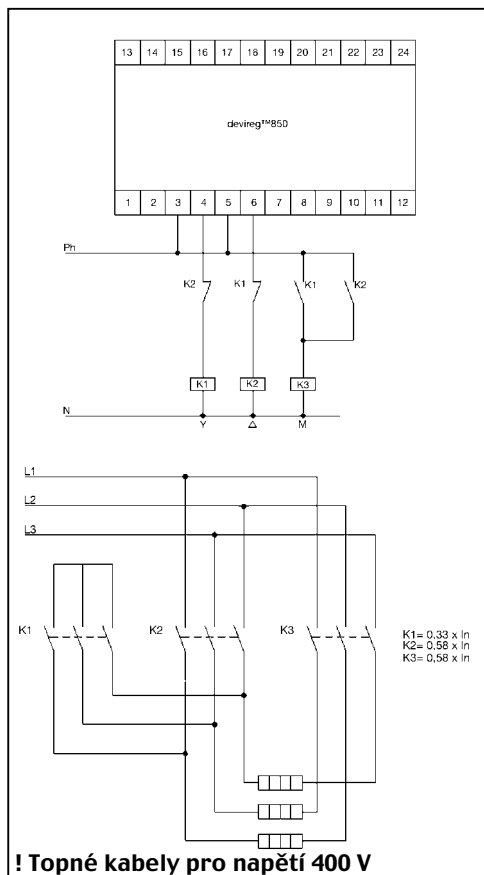 13 14 15 16 17 18 19 20 21 22 23 24
devireg™850
1 2 3 4 5 6 7 8 9 10 11 12
Ph
K2 K1 K1 K2
K1 K2 K3
N
Y △ M
L1
L2
L3
K1 K2 K3
K1= 0.33 x In
K2= 0.58 x In
K3= 0,58 x In
! Topné kabely pro napětí 400 V